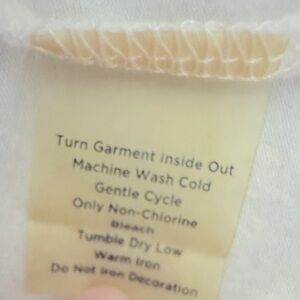 Turn Garment Inside Out
Machine Wash Cold
Gentle Cycle
Only Non-Chlorine
Bleach
Tumble Dry Low
Warm Iron
Do Not Iron Decoration